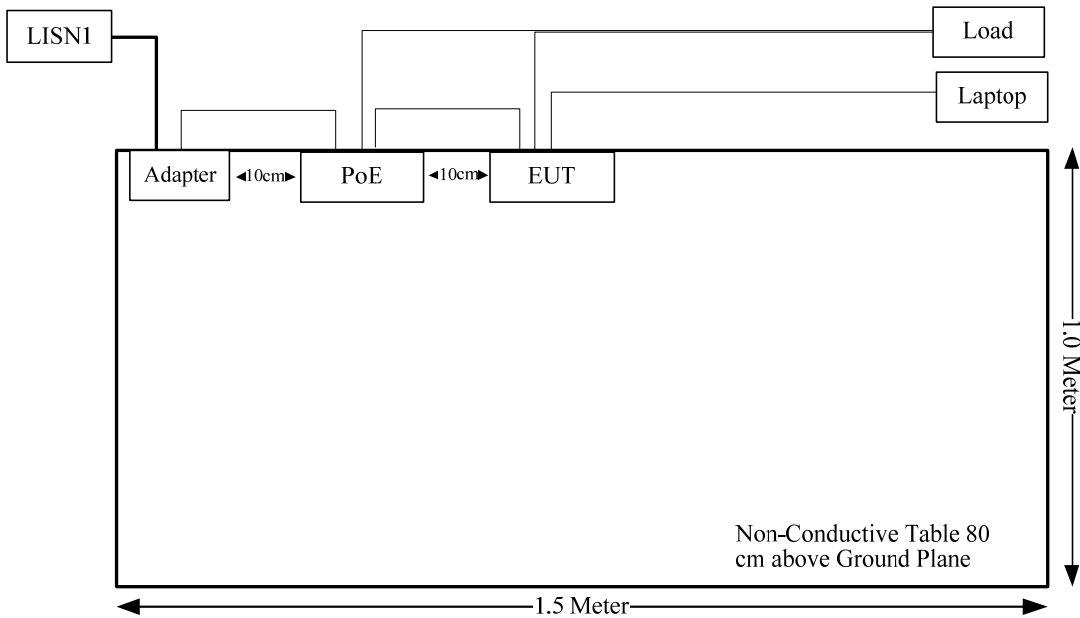 LISN1
Load
Laptop
Adapter
10cm
PoE
10cm
EUT
1.0 Meter
Non-Conductive Table 80
cm above Ground Plane
1.5 Meter